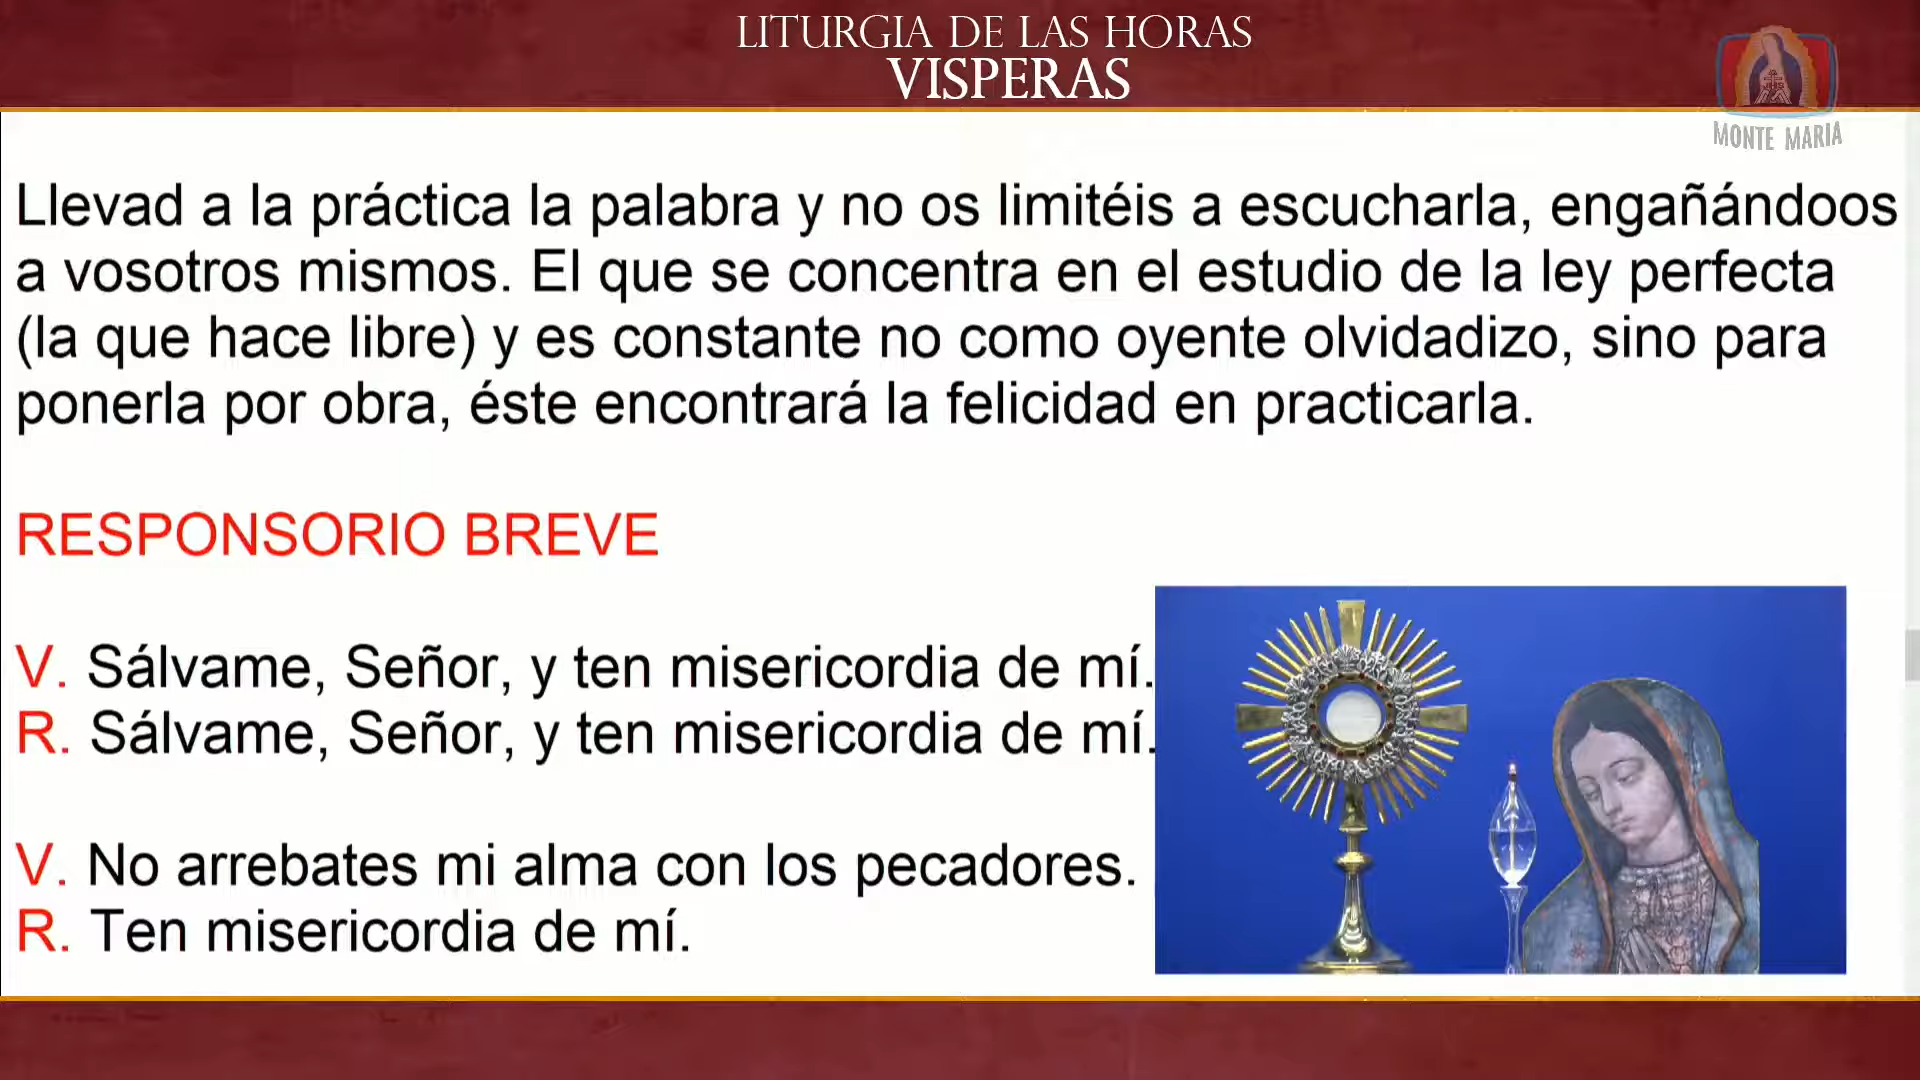 LITURGIA DE LAS HORAS
VISPERAS
MONTE MARIA
Llevad a la práctica la palabra y no os limitéis a escucharla, engañándoos
a vosotros mismos. El que se concentra en el estudio de la ley perfecta
(la que hace libre) y es constante no como oyente olvidadizo, sino para
ponerla por obra, éste encontrará la felicidad en practicarla.
RESPONSORIO BREVE
V. Sálvame, Señor, y ten misericordia de mí.
R. Sálvame, Señor, y ten misericordia de mí.
V. No arrebates mi alma con los pecadores.
R. Ten misericordia de mí.